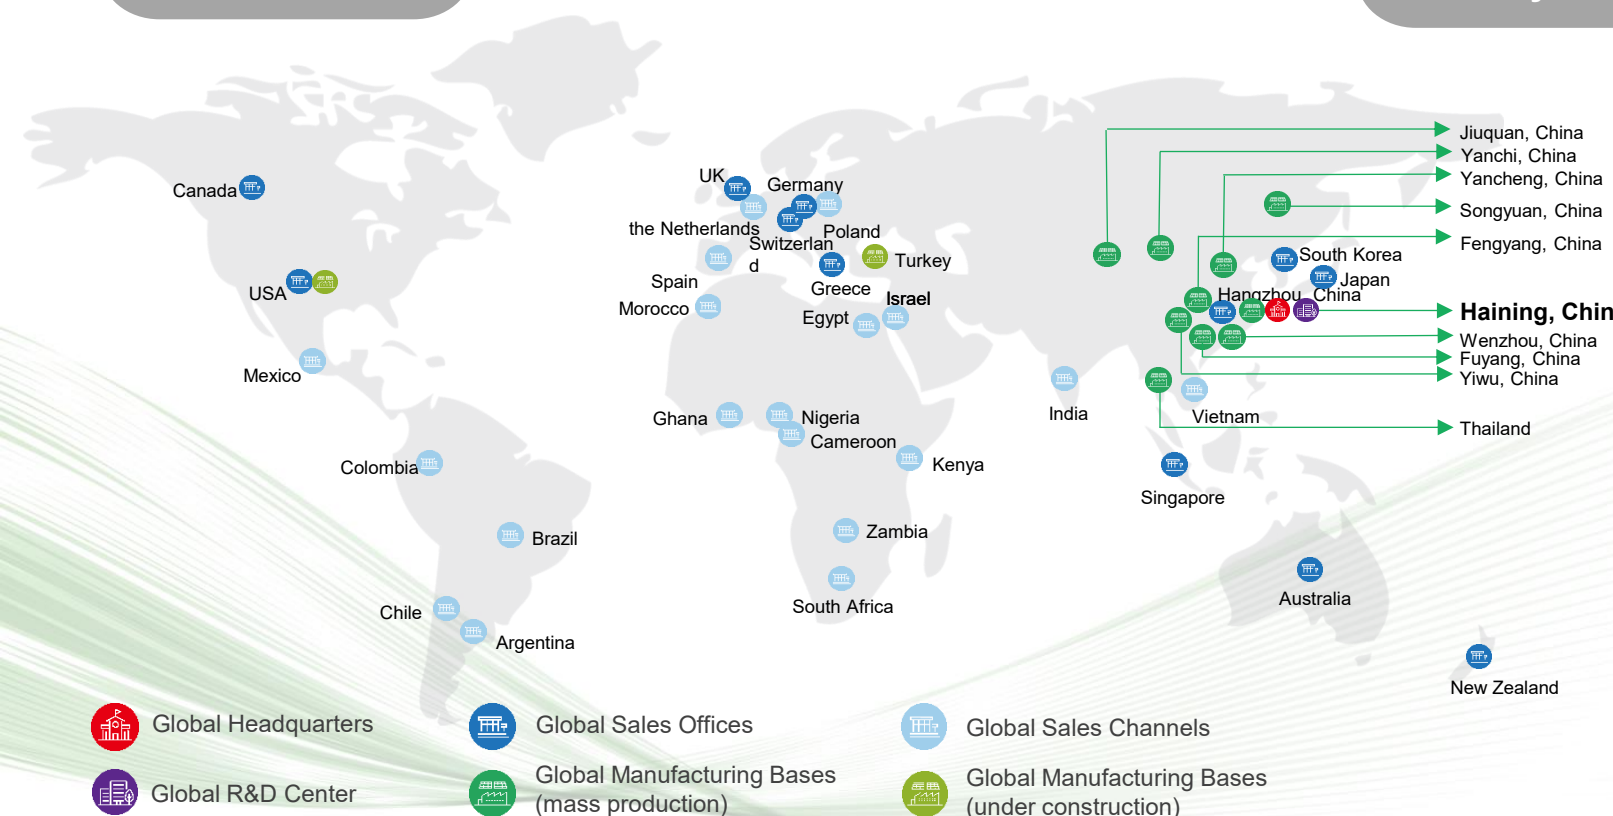 Jiuquan, China
Yanchi, China
UK
Germany
Yancheng, China
Canada
Songyuan, China
the Netherlands
Poland
Switzerlan
d
Fengyang, China
South Korea
Turkey
Spain
Japan
USA
Greece
Israel
Hangzhou, China
Morocco
Egypt
Haining, Chin
Wenzhou, China
Fuyang, China
Mexico
Yiwu, China
India
Vietnam
Ghana
Nigeria
Thailand
Cameroon
Colombia
Kenya
Singapore
Zambia
Brazil
Australia
South Africa
Chile
Argentina
New Zealand
Global Headquarters
Global Sales Offices
Global Sales Channels
Global R&D Center
Global Manufacturing Bases
(mass production)
Global Manufacturing Bases
(under construction)